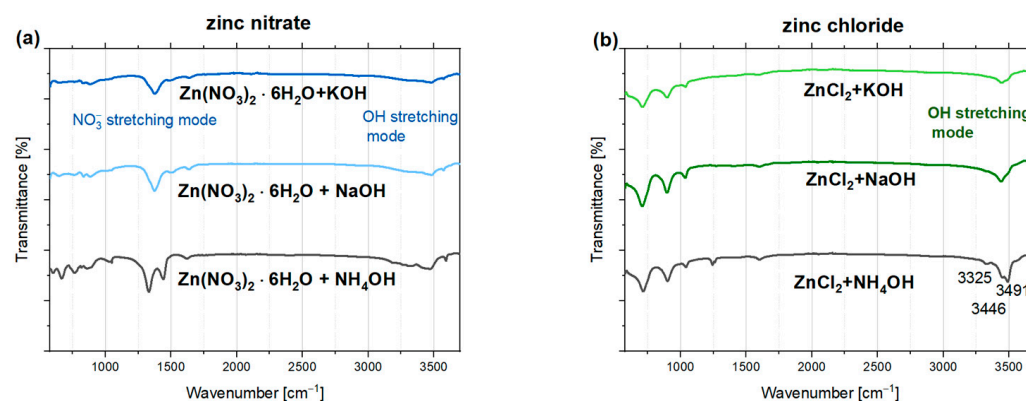 zinc nitrate
(a)
Zn(NO₃)₂ · 6H₂O+KOH
NO₃⁻ stretching mode
OH stretching
mode
Zn(NO₃)₂ · 6H₂O + NaOH
Zn(NO₃)₂ · 6H₂O + NH₄OH
Transmittance [%]
1000 1500 2000 2500 3000 3500
Wavenumber [cm⁻¹]
zinc chloride
(b)
ZnCl₂+KOH
OH stretching
mode
ZnCl₂+NaOH
ZnCl₂+NH₄OH
3325
3491
3446
Transmittance [%]
1000 1500 2000 2500 3000 3500
Wavenumber [cm⁻¹]